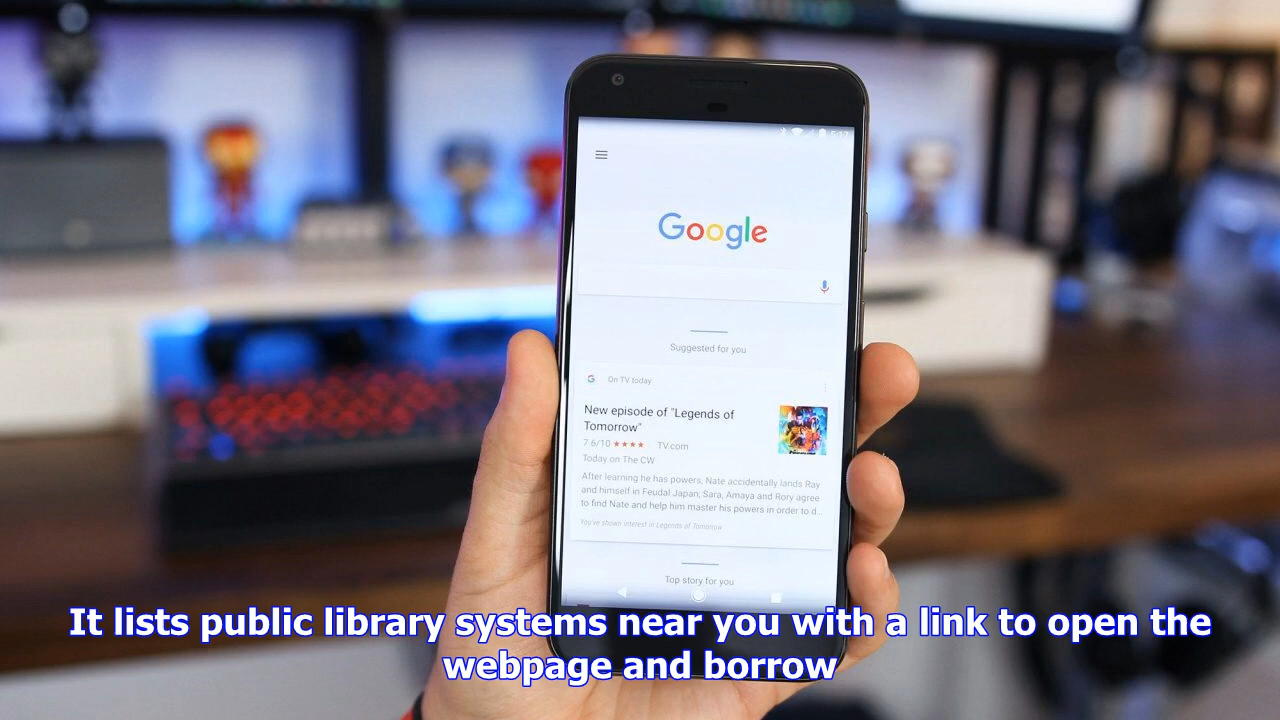 5:12
Google
Suggested for you
G On TV today
New episode of "Legends of
Tomorrow"
7.6/10 ★★★★ TV.com
Today on The CW
After learning he has powers, Nate accidentally lands Ray
and himself in Feudal Japan; Sara, Amaya and Rory agree
to find Nate and help him master his powers in order to d...
You've shown interest in Legends of Tomorrow
Top story for you
It lists public library systems near you with a link to open the
webpage and borrow